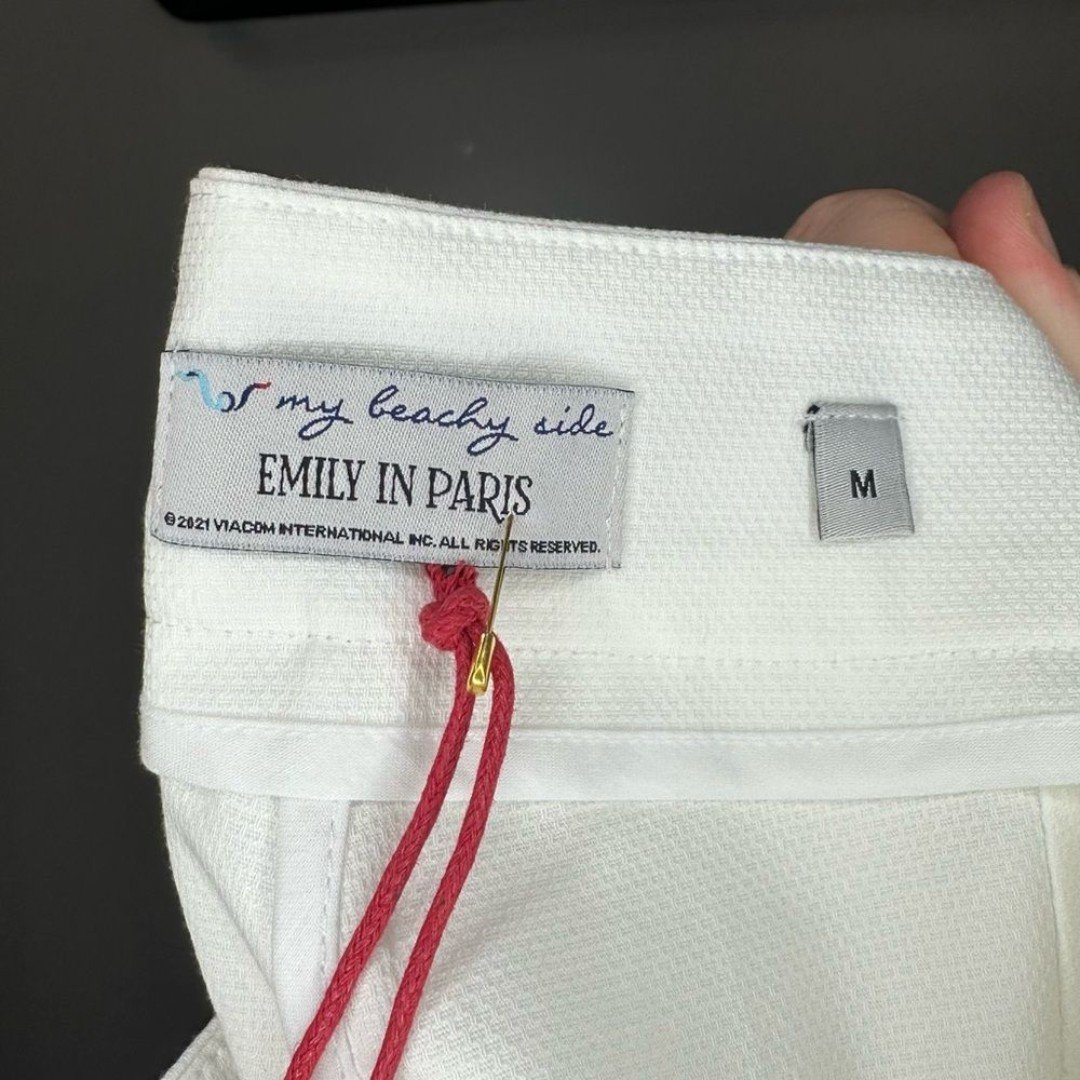 my beachy side
EMILY IN PARIS
©2021 VIACOM INTERNATIONAL INC. ALL RIGHTS RESERVED.
M